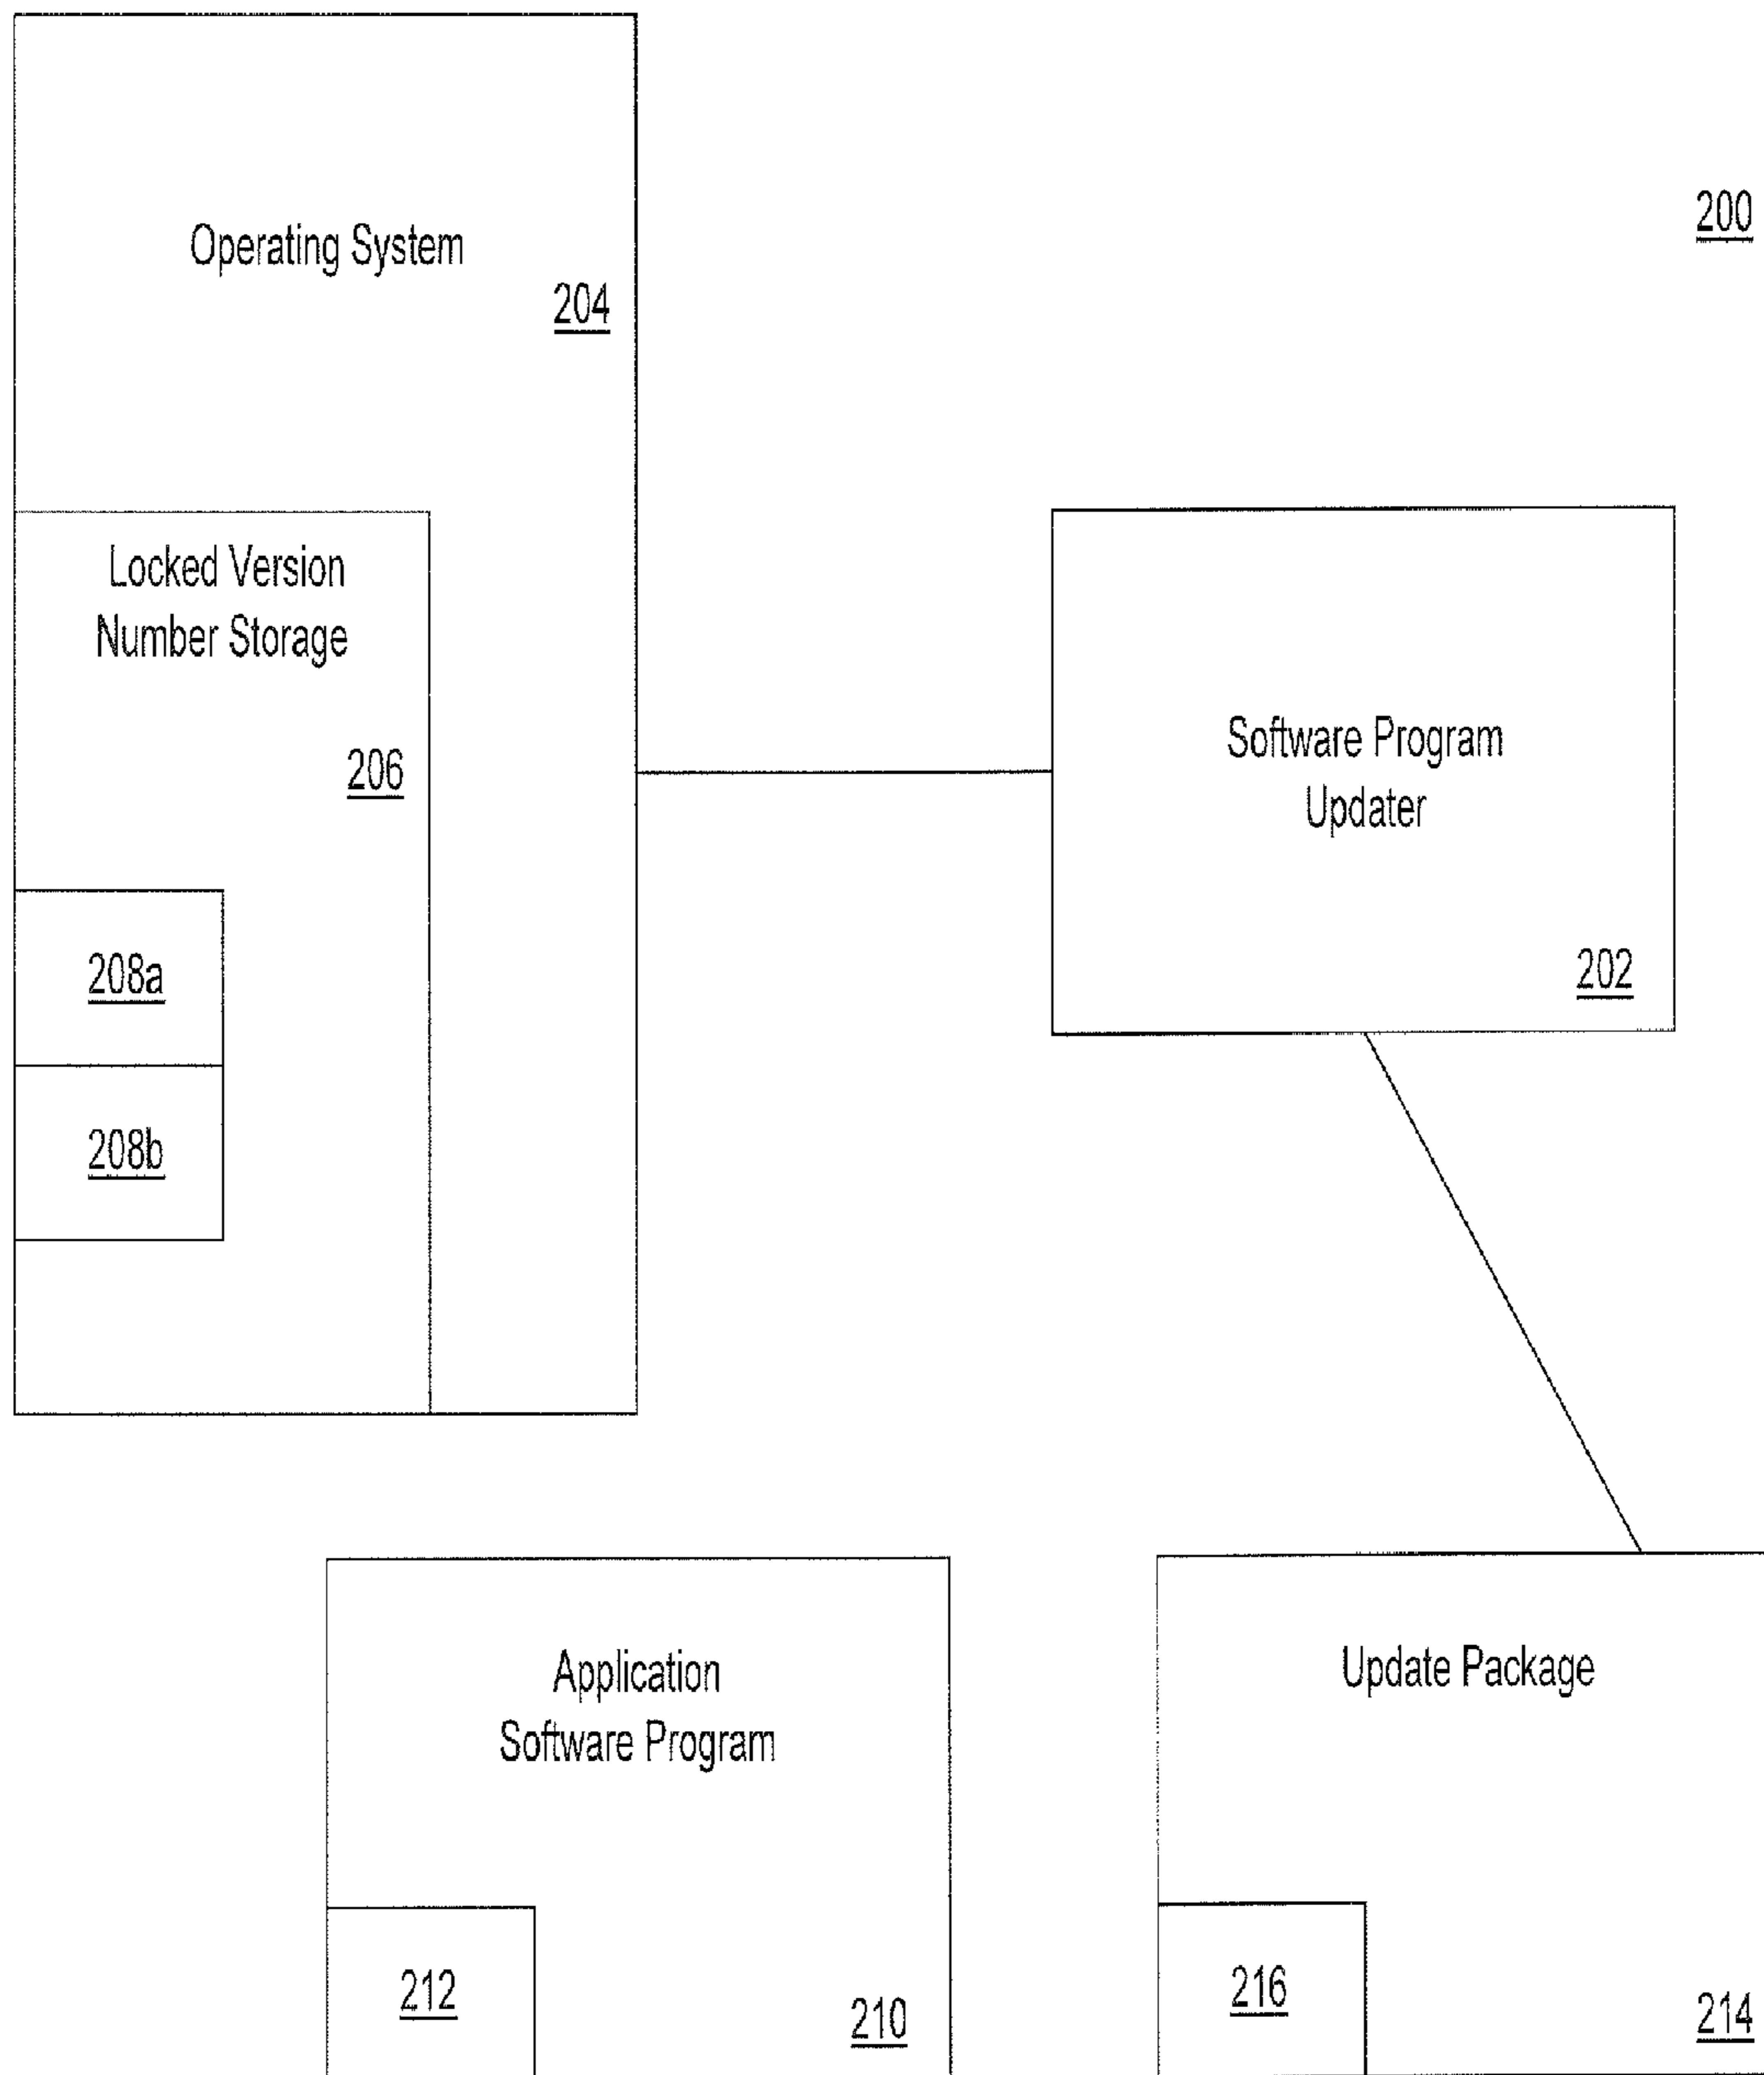 200
Operating System
204
Locked Version
Number Storage
206
208a
208b
Software Program
Updater
202
Application
Software Program
212
210
Update Package
216
214